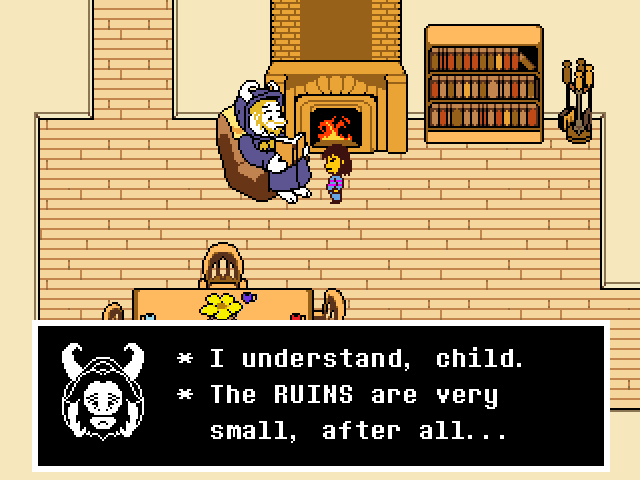 * I understand, child.
* The RUINS are very
small, after all...